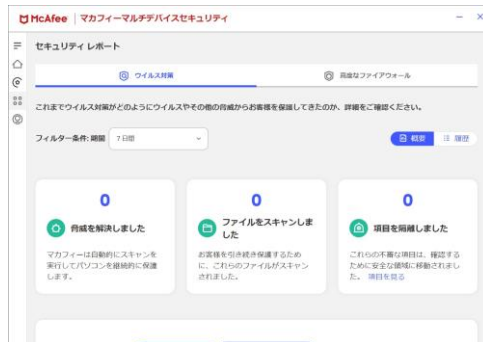 McAfee | マカフィーマルチデバイスセキュリティ
セキュリティ レポート
ウイルス対策
高度なファイアウォール
これまでウイルス対策がどのようにウイルスやその他の脅威からお客様を保護してきたのか、詳細をご確認ください。
フィルター条件: 期間
7 日間
概要
履歴
0
脅威を解決しました
マカフィーは自動的にスキャンを
実行してパソコンを継続的に保護
します。
0
ファイルをスキャンしま
した
お客様を引き続き保護するため
に、これらのファイルがスキャン
されました。
0
項目を隔離しました
これらの不審な項目は、確認する
ために安全な領域に移動されまし
た。 項目を見る